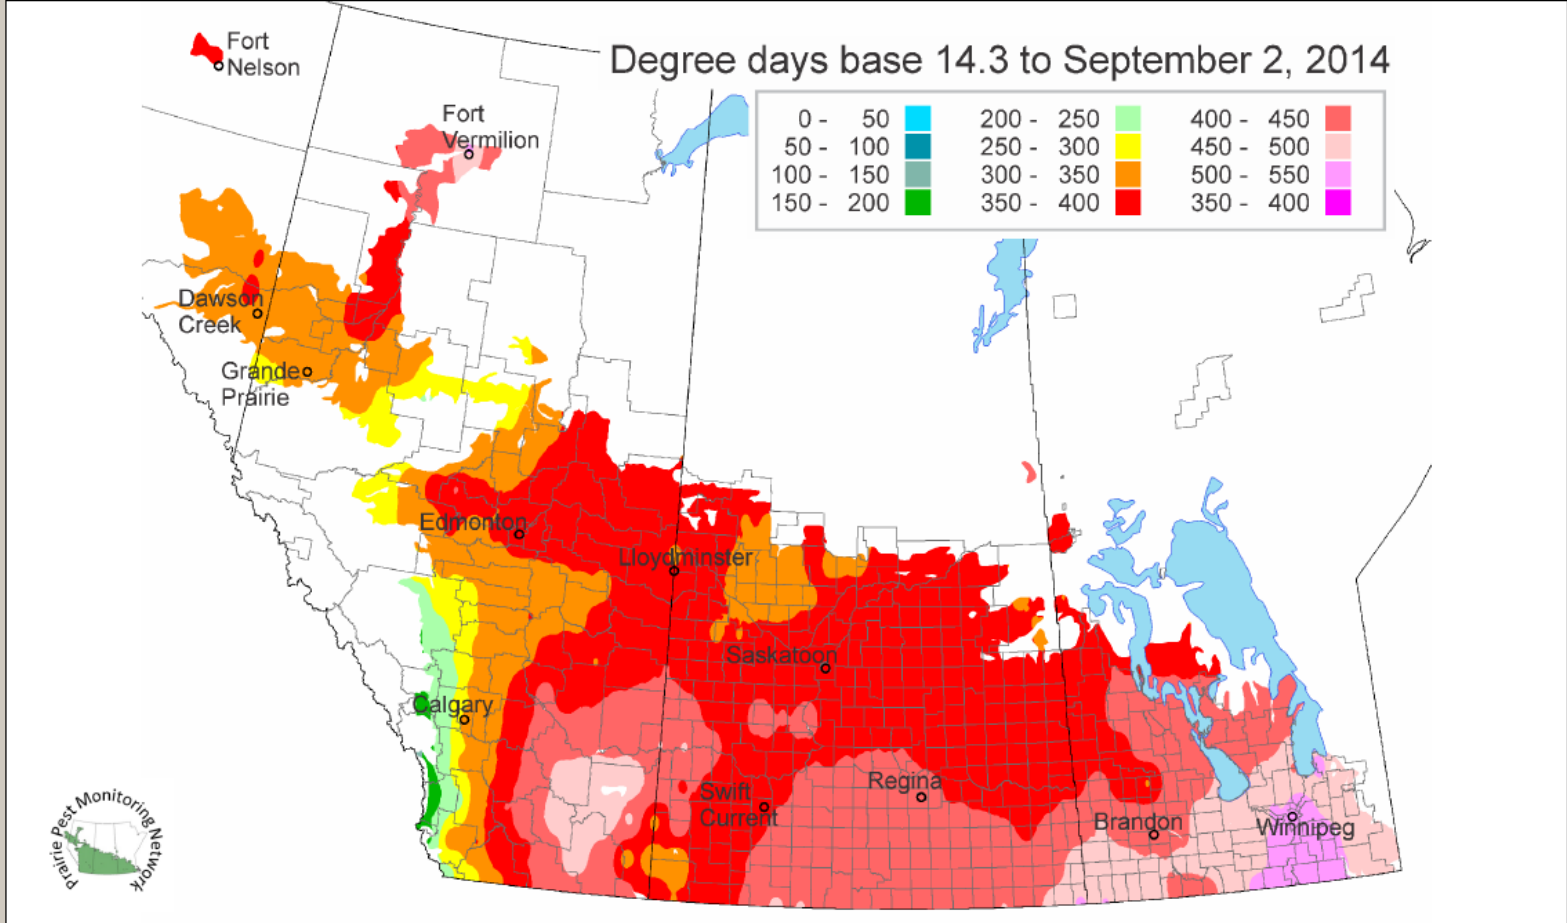 Degree days base 14.3 to September 2, 2014
0 - 50
50 - 100
100 - 150
150 - 200
200 - 250
250 - 300
300 - 350
350 - 400
400 - 450
450 - 500
500 - 550
350 - 400
Fort
Nelson
Fort
Vermilion
Dawson
Creek
Grande
Prairie
Edmonton
Lloydminster
Saskatoon
Calgary
Swift
Current
Regina
Brandon
Winnipeg
Prairie Pest Monitoring Network